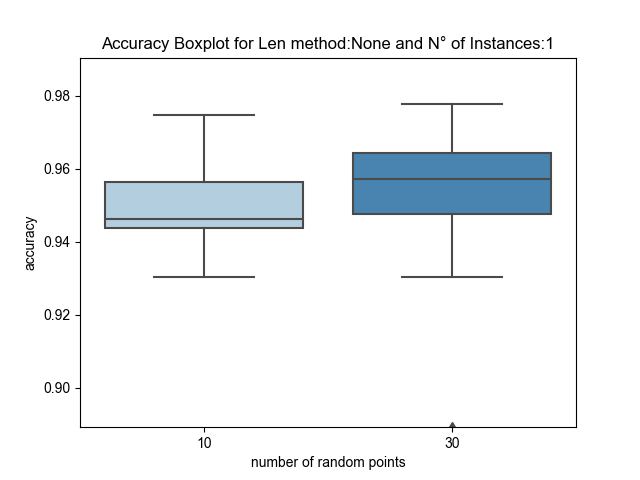 Accuracy Boxplot for Len method:None and N° of Instances:1
0.98
0.96
0.94
0.92
0.90
accuracy
10
30
number of random points